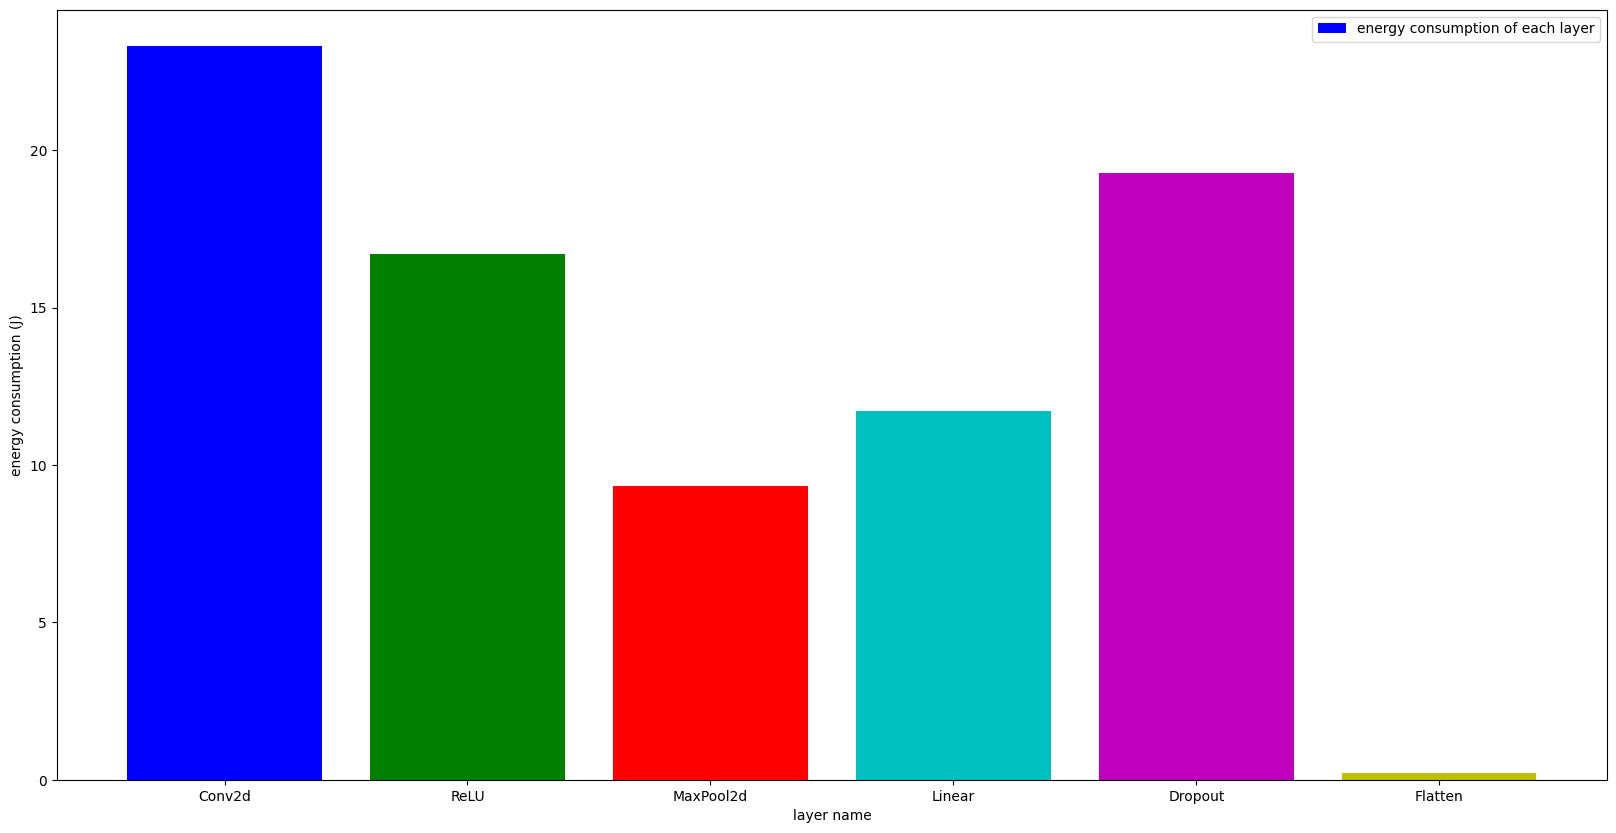 energy consumption of each layer
energy consumption (J)
20
15
10
5
0
Conv2d ReLU MaxPool2d Linear Dropout Flatten
layer name